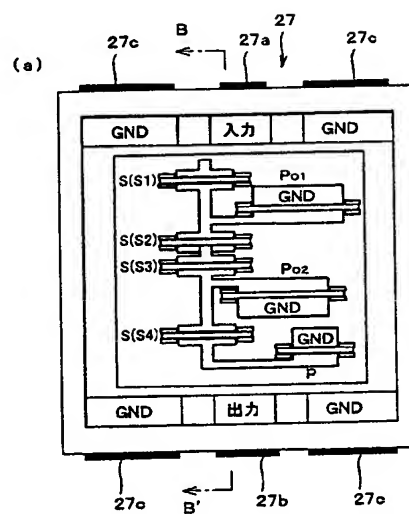 27c B 27a 27 27c
(a)
GND 入力 GND
S(S1) Po1
GND
S(S2)
S(S3) Po2
GND
S(S4) GND
P
GND 出力 GND
27c B' 27b 27c